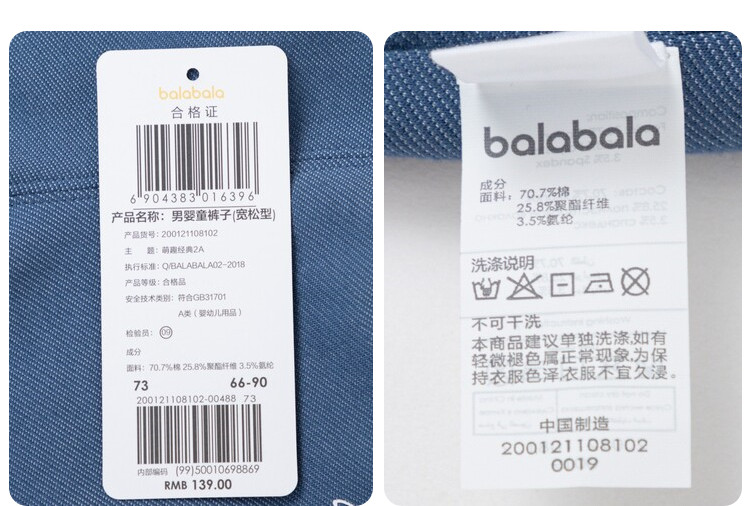 balabala
合格证
6 904383 016396
产品名称: 男婴童裤子(宽松型)
产品货号: 200121108102
主 题: 萌趣经典2A
执行标准: Q/BALABALA02-2018
产品等级: 合格品
安全技术类别: 符合GB31701
A类 (婴幼儿用品)
检验员: 09
成分
面料: 70.7%棉 25.8%聚酯纤维 3.5%氨纶
73 66-90
200121108102-00488 73
内部编码 (99)50010698869
RMB 139.00
balabala
成分
面料: 70.7%棉
25.8%聚酯纤维
3.5%氨纶
洗涤说明
不可干洗
本商品建议单独洗涤,如有
轻微褪色属正常现象,为保
持衣服色泽,衣服不宜久浸。
中国制造
200121108102
0019